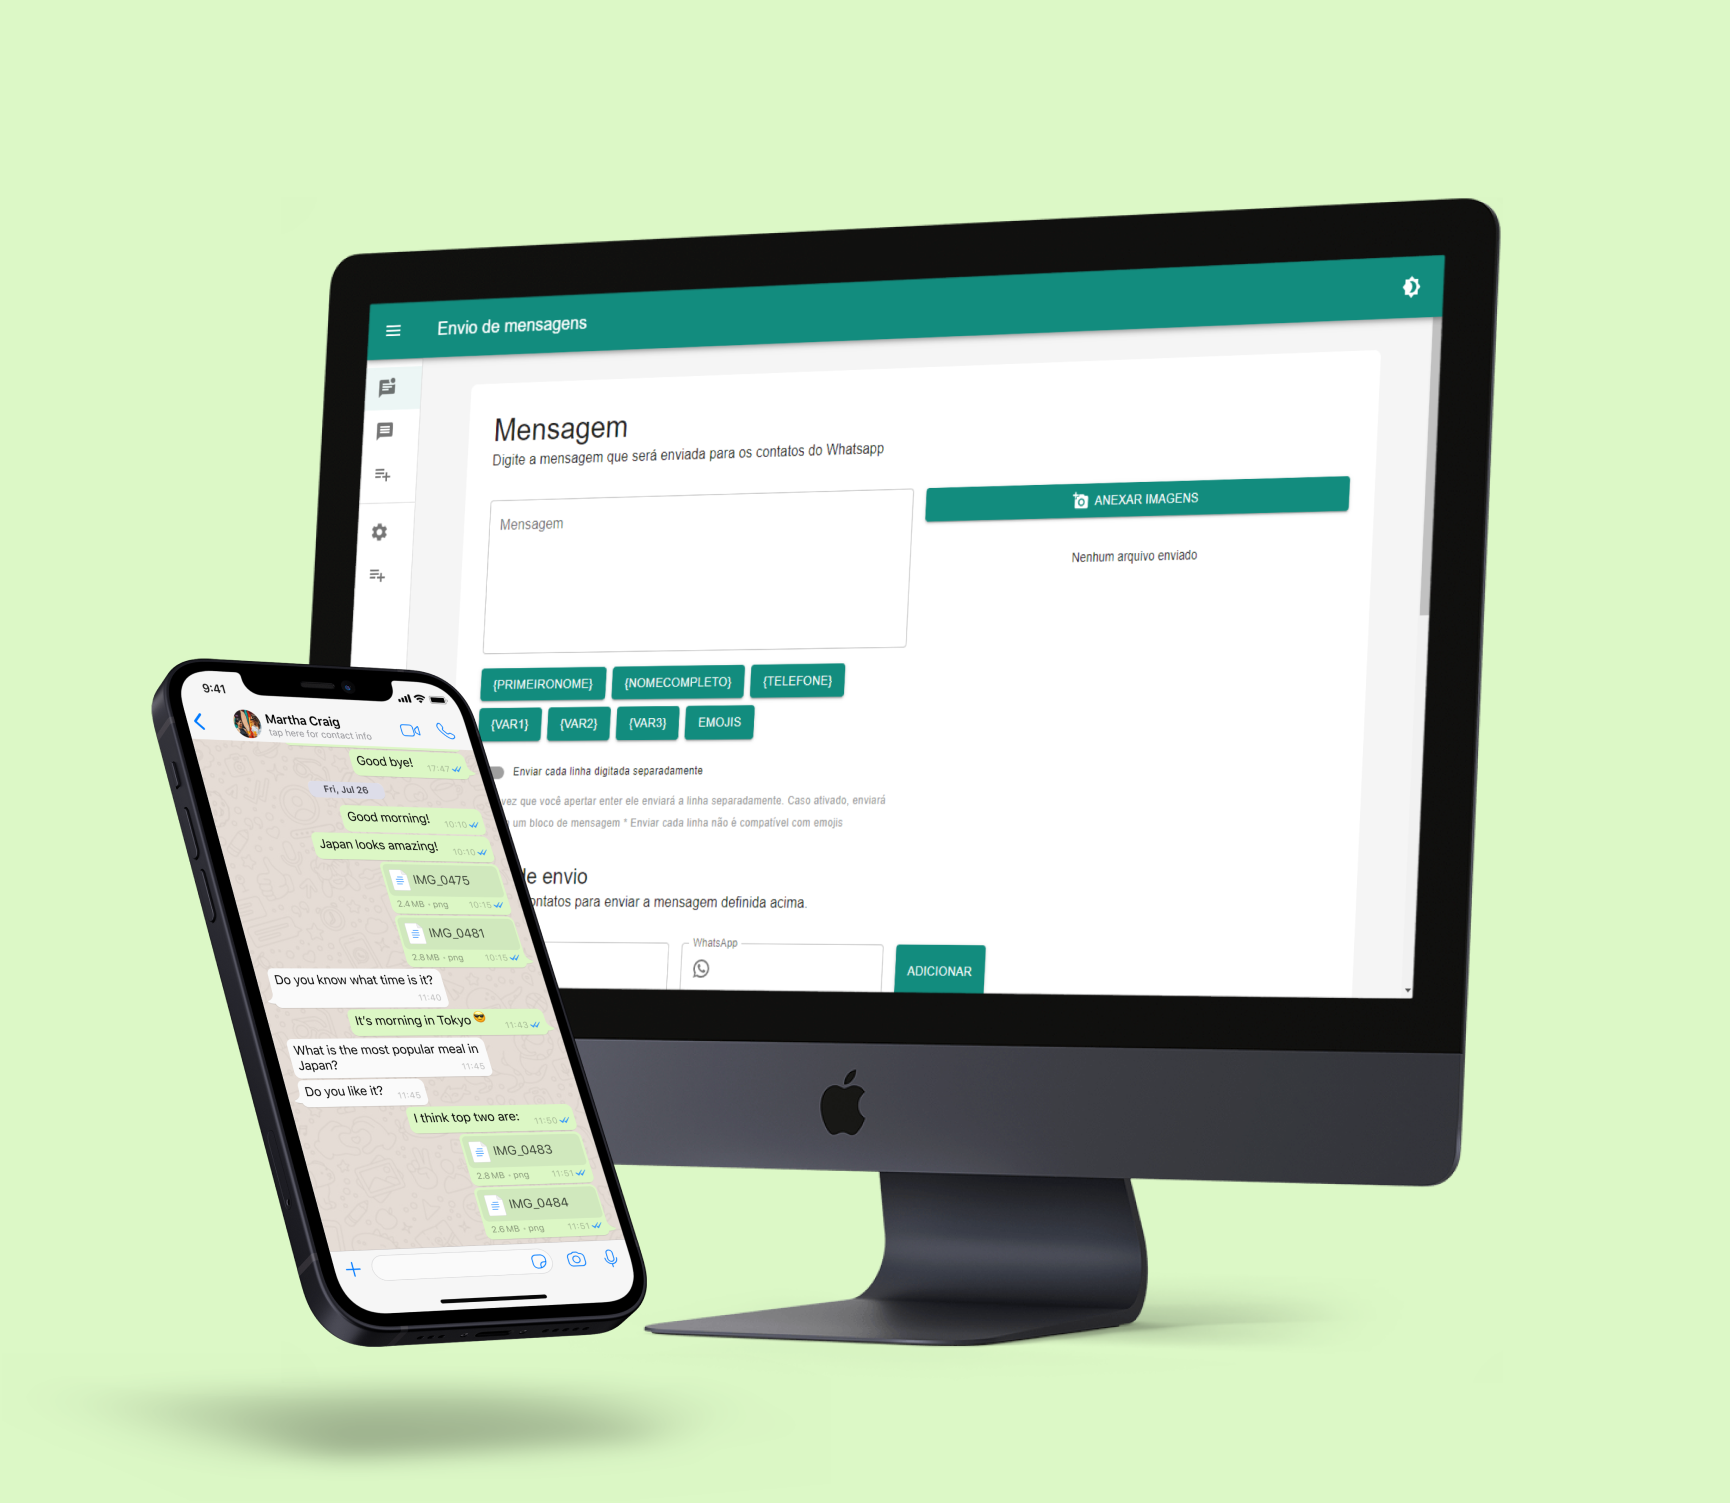 Envio de mensagens
Mensagem
Digite a mensagem que será enviada para os contatos do Whatsapp
Mensagem
ANEXAR IMAGENS
Nenhum arquivo enviado
{PRIMEIRONOME} {NOMECOMPLETO} {TELEFONE}
{VAR1} {VAR2} {VAR3} EMOJIS
Enviar cada linha digitada separadamente
vez que você apertar enter ele enviará a linha separadamente. Caso ativado, enviará
um bloco de mensagem * Enviar cada linha não é compatível com emojis
de envio
contatos para enviar a mensagem definida acima.
WhatsApp
ADICIONAR
9:41
Martha Craig
tap here for contact info
Good bye! 17:47
Fri, Jul 26
Good morning! 10:10
Japan looks amazing! 10:10
IMG_0475
2.4 MB - png 10:15
IMG_0481
2.8 MB - png 10:15
Do you know what time is it?
11:40
It's morning in Tokyo 😎 11:43
What is the most popular meal in
Japan? 11:45
Do you like it? 11:45
I think top two are: 11:50
IMG_0483
2.8 MB - png 11:51
IMG_0484
2.6 MB - png 11:51